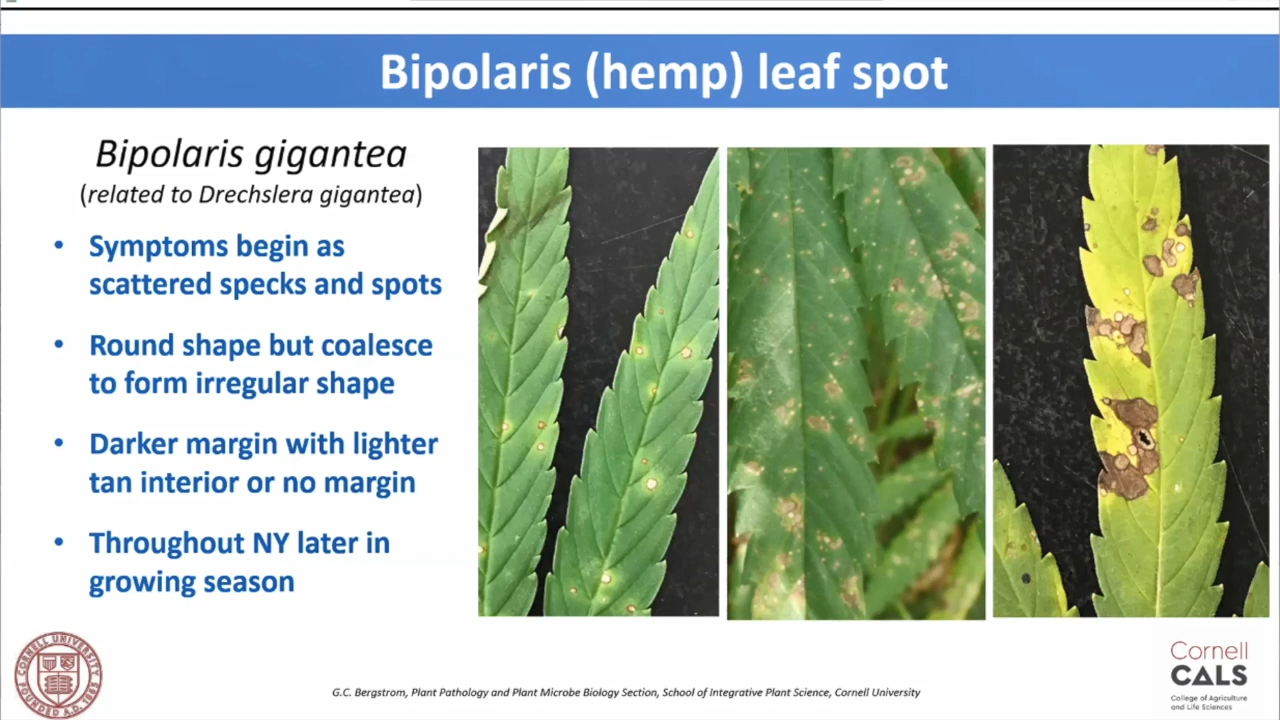 Bipolaris (hemp) leaf spot
Bipolaris gigantea
(related to Drechslera gigantea)
• Symptoms begin as
scattered specks and spots
• Round shape but coalesce
to form irregular shape
• Darker margin with lighter
tan interior or no margin
• Throughout NY later in
growing season
CORNELL UNIVERSITY
FOUNDED A.D. 1865
G.C. Bergstrom, Plant Pathology and Plant Microbe Biology Section, School of Integrative Plant Science, Cornell University
Cornell
CALS
College of Agriculture
and Life Sciences